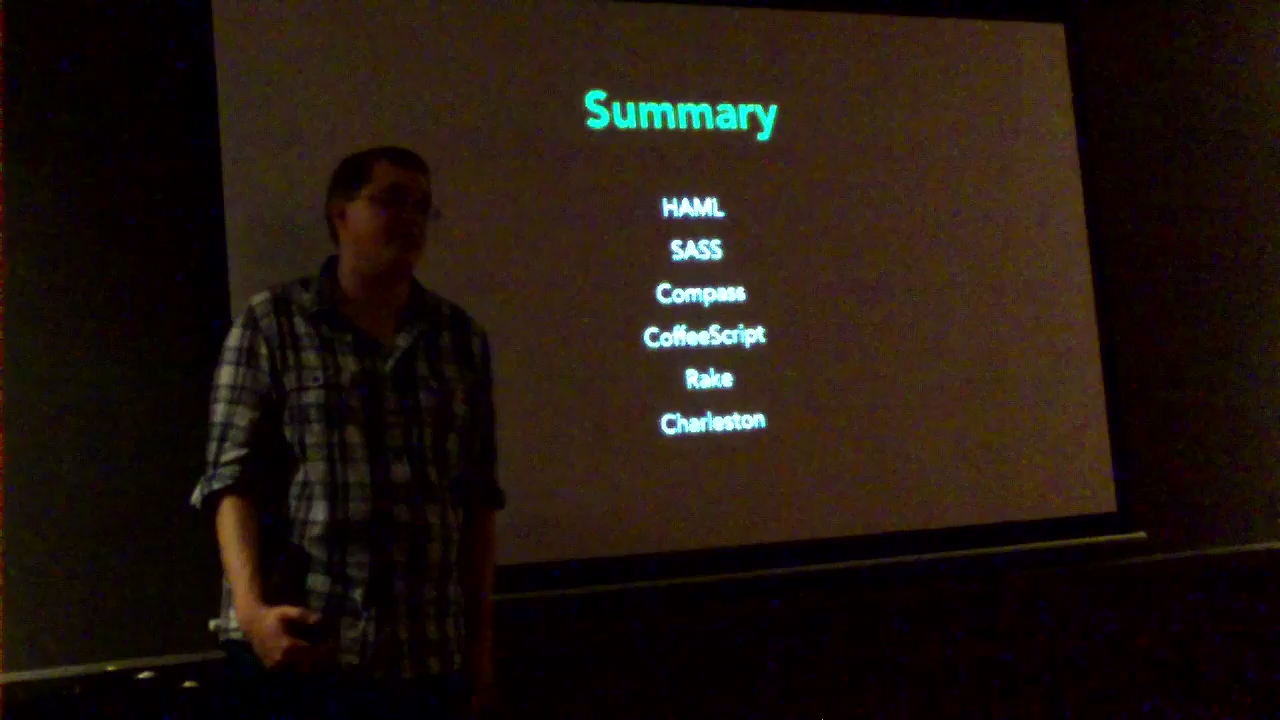 Summary
HAML
SASS
Compass
CoffeeScript
Rake
Charleston